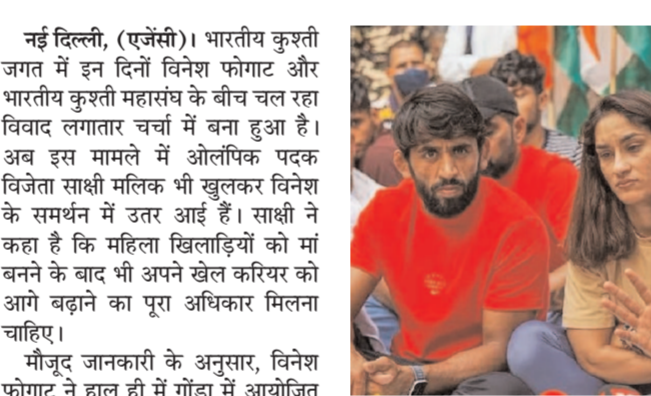 नई दिल्ली, (एजेंसी)। भारतीय कुश्ती
जगत में इन दिनों विनेश फोगाट और
भारतीय कुश्ती महासंघ के बीच चल रहा
विवाद लगातार चर्चा में बना हुआ है।
अब इस मामले में ओलंपिक पदक
विजेता साक्षी मलिक भी खुलकर विनेश
के समर्थन में उतर आई हैं। साक्षी ने
कहा है कि महिला खिलाड़ियों को मां
बनने के बाद भी अपने खेल करियर को
आगे बढ़ाने का पूरा अधिकार मिलना
चाहिए।
मौजूद जानकारी के अनुसार, विनेश
फोगाट ने हाल ही में गोंडा में आयोजित